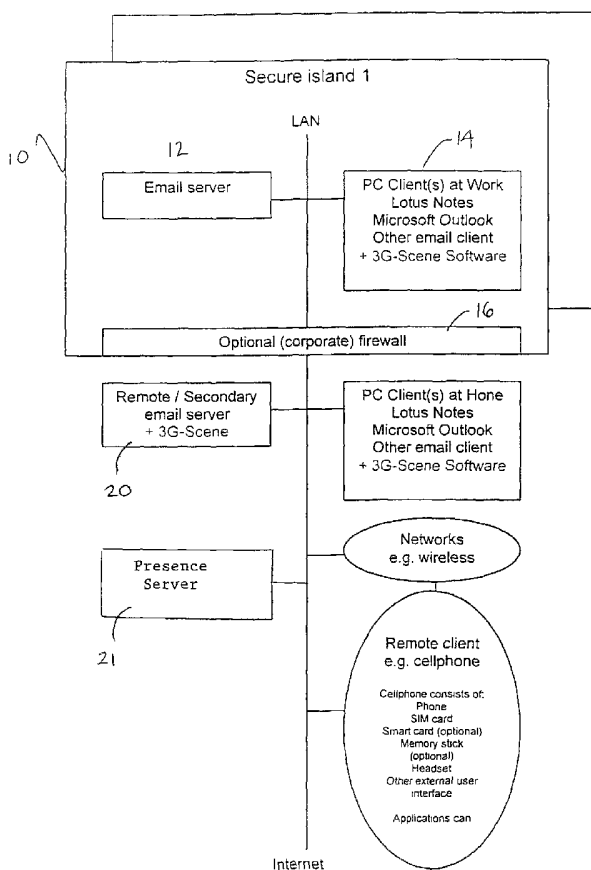 Secure island 1
LAN
10
12
14
Email server
PC Client(s) at Work
Lotus Notes
Microsoft Outlook
Other email client
+ 3G-Scene Software
16
Optional (corporate) firewall
Remote / Secondary
email server
+ 3G-Scene
20
PC Client(s) at Hone
Lotus Notes
Microsoft Outlook
Other email client
+ 3G-Scene Software
Networks
e.g. wireless
Presence
Server
21
Remote client
e.g. cellphone
Cellphone consists of:
Phone
SIM card
Smart card (optional)
Memory stick
(optional)
Headset
Other external user
interface
Applications can
Internet